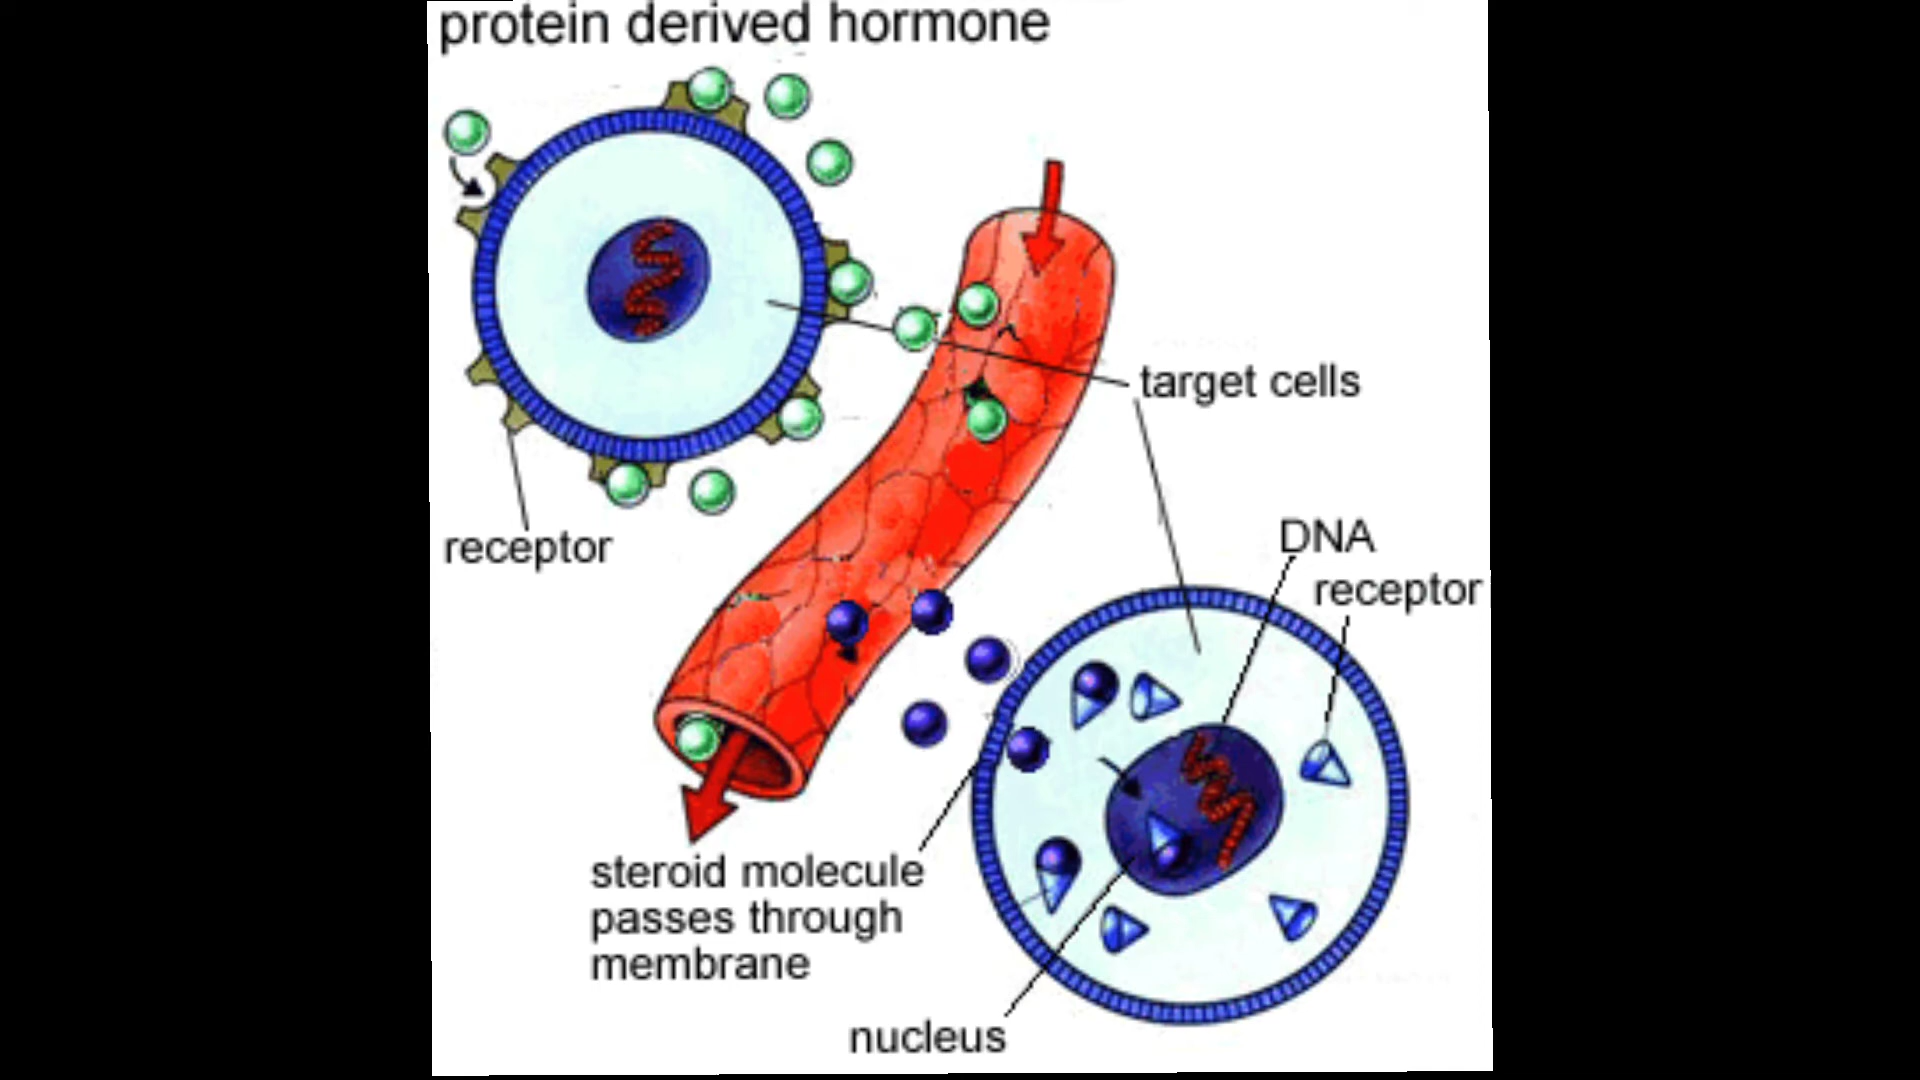 protein derived hormone
target cells
receptor
DNA
receptor
steroid molecule
passes through
membrane
nucleus